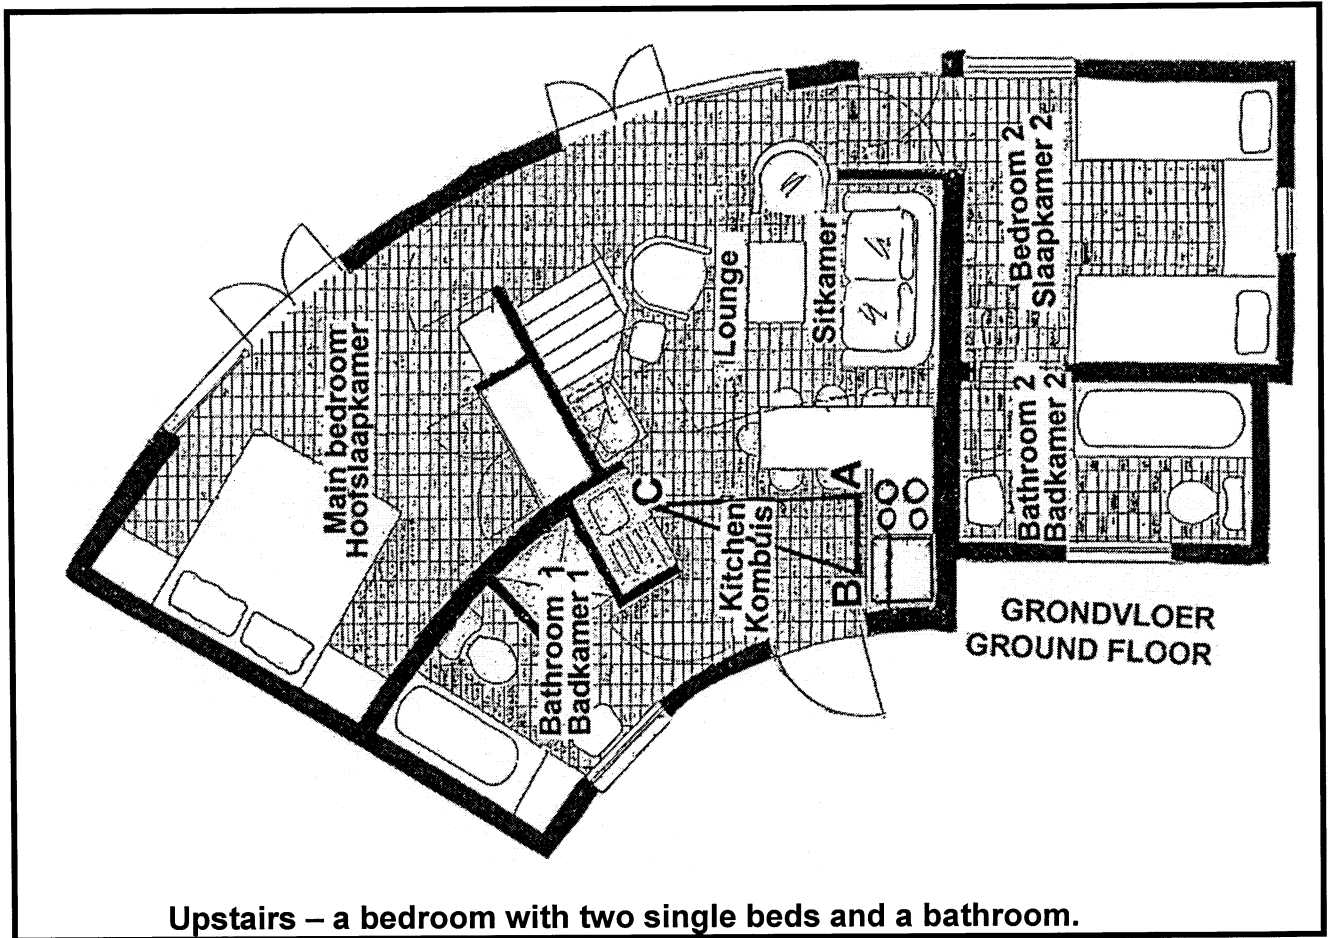 Main bedroom
Hoofslaapkamer
Lounge
Sitkamer
Bedroom 2
Slaapkamer 2
Bathroom 2
Badkamer 2
C
A
B
Kitchen
Kombuis
Bathroom 1
Badkamer 1
GRONDVLOER
GROUND FLOOR
Upstairs – a bedroom with two single beds and a bathroom.